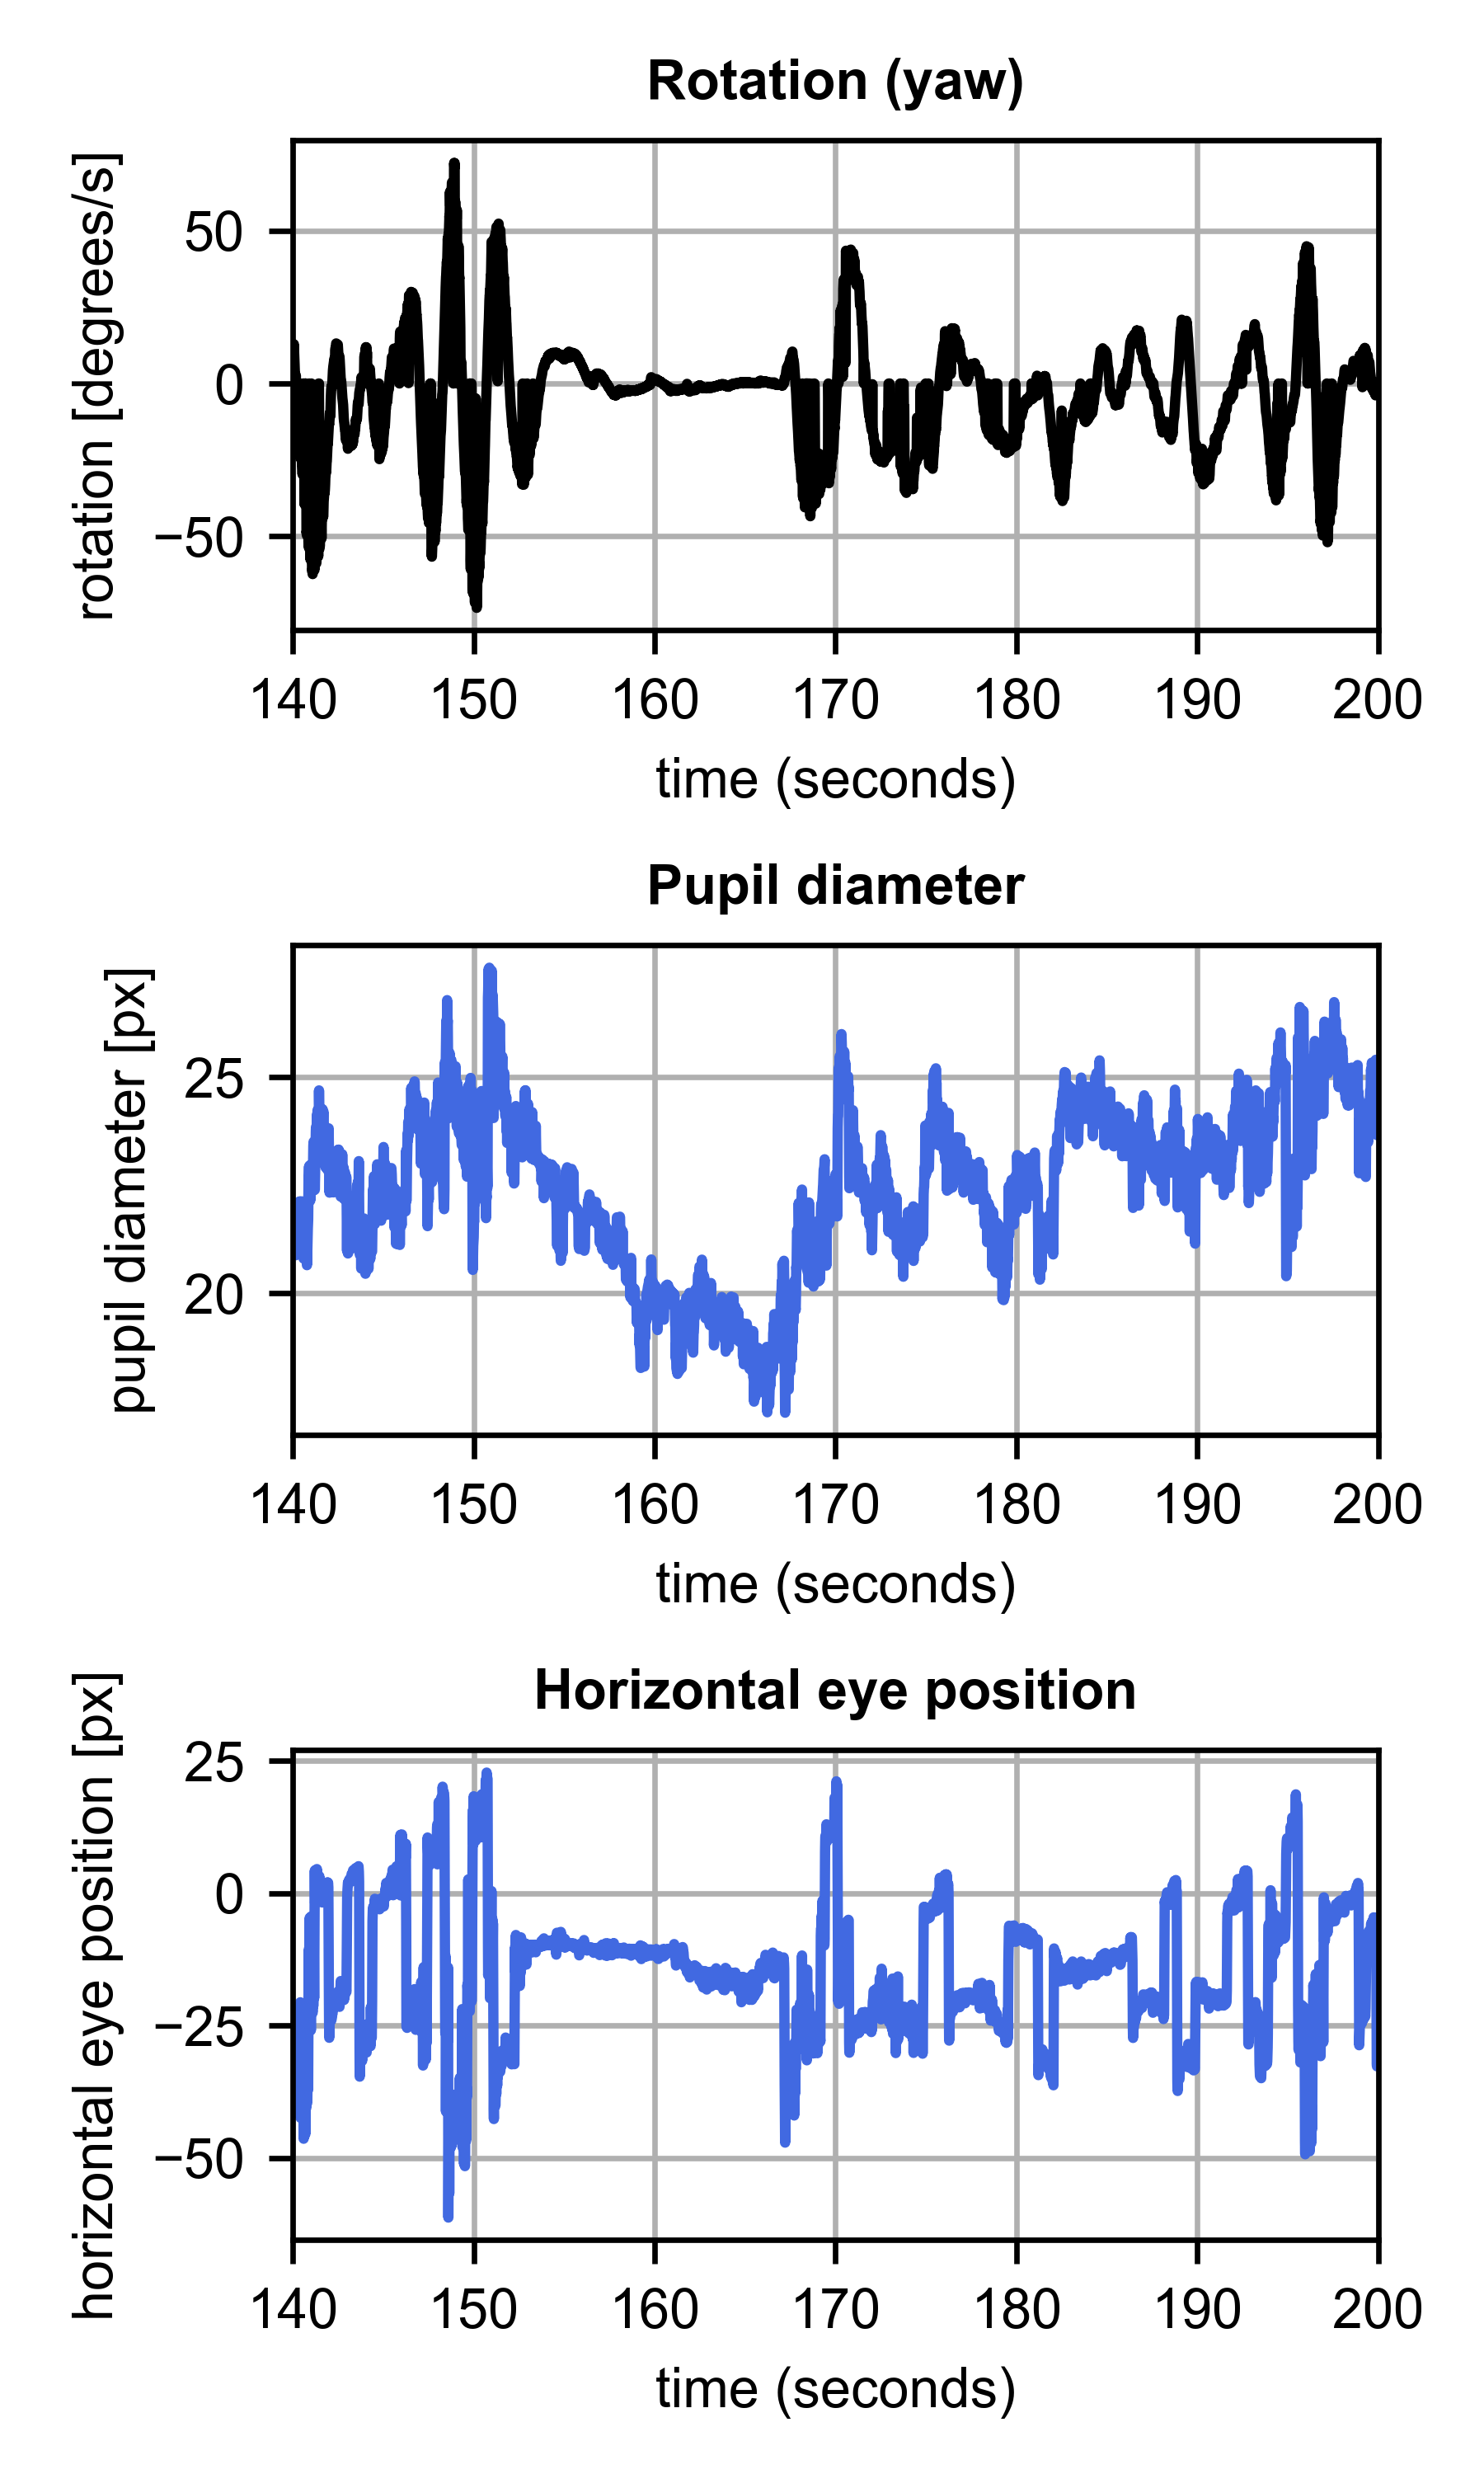 Rotation (yaw)
rotation [degrees/s]
50
0
−50
140 150 160 170 180 190 200
time (seconds)
Pupil diameter
pupil diameter [px]
25
20
140 150 160 170 180 190 200
time (seconds)
Horizontal eye position
horizontal eye position [px]
25
0
−25
−50
140 150 160 170 180 190 200
time (seconds)